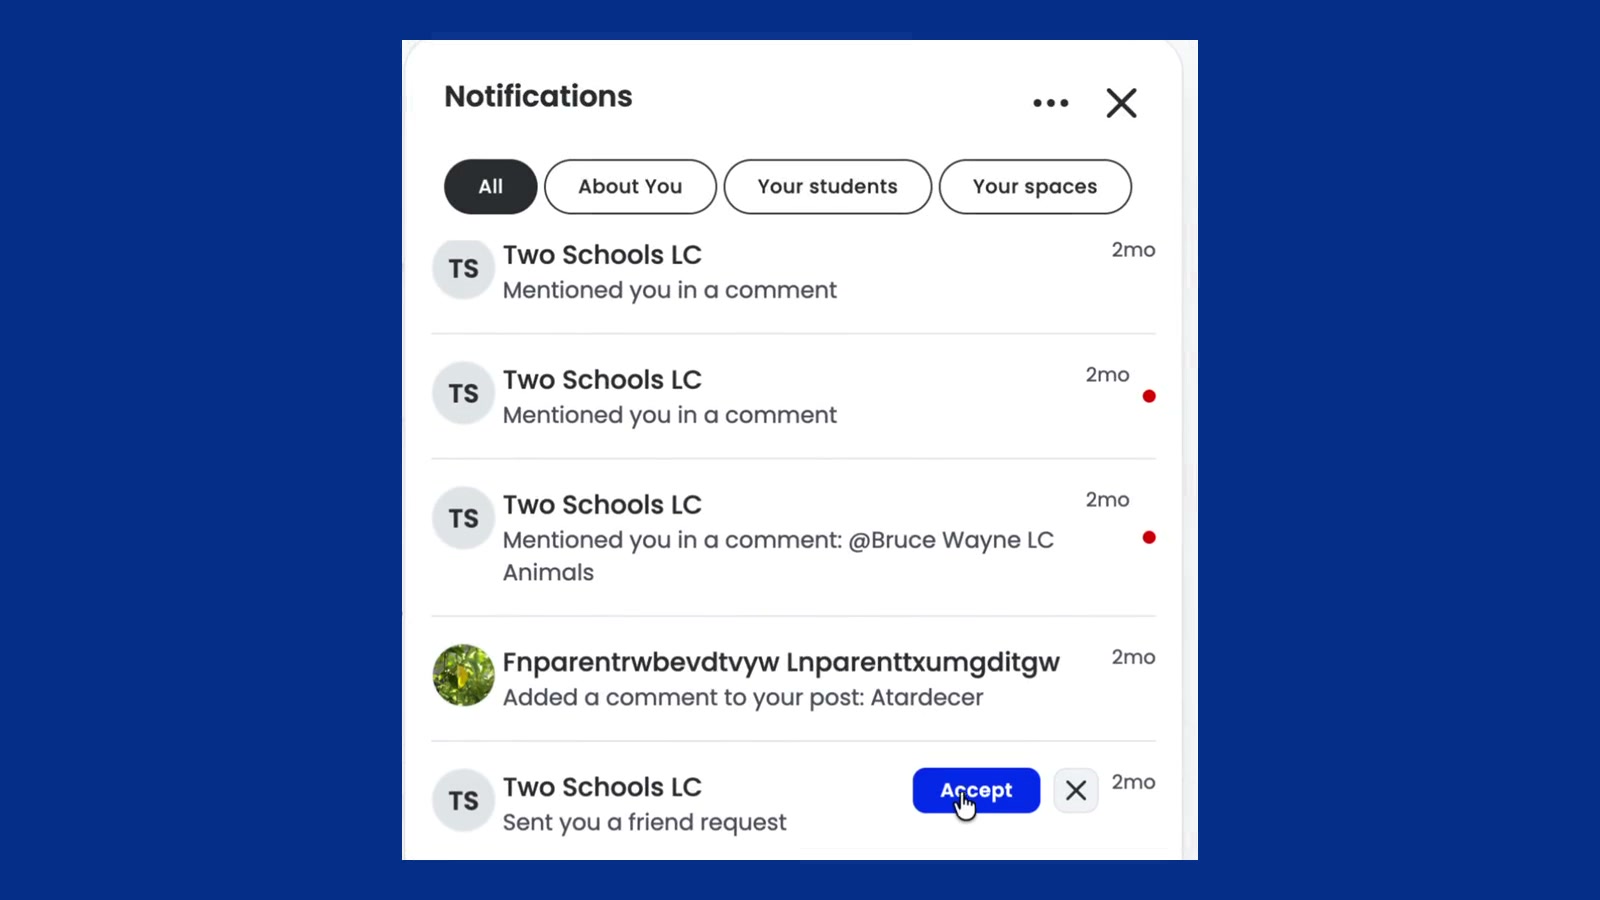 Notifications
All
About You
Your students
Your spaces
TS
Two Schools LC
2mo
Mentioned you in a comment
TS
Two Schools LC
2mo
Mentioned you in a comment
TS
Two Schools LC
2mo
Mentioned you in a comment: @Bruce Wayne LC
Animals
Fnparentrwbevdtvyw Lnparenttxumgditgw
2mo
Added a comment to your post: Atardecer
TS
Two Schools LC
Accept
2mo
Sent you a friend request